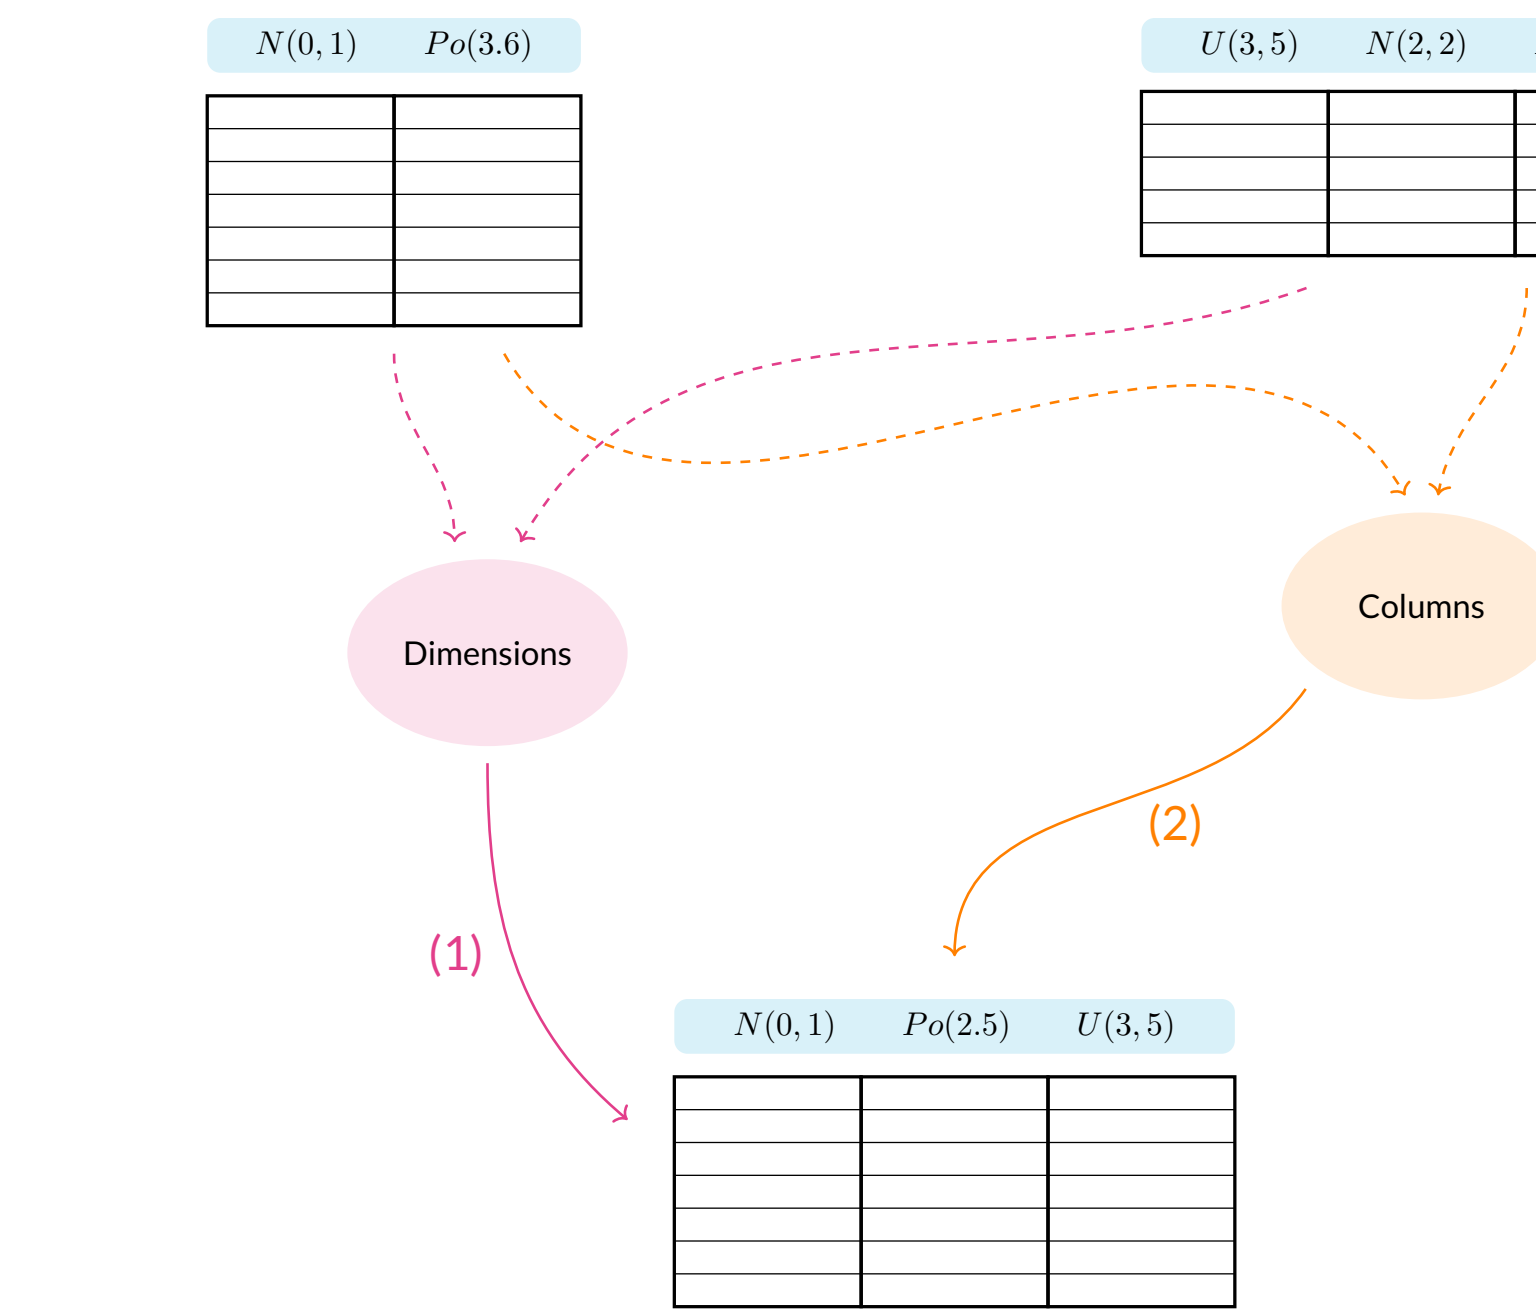 N(0, 1) Po(3.6)
U(3, 5) N(2, 2)
Dimensions
Columns
(2)
(1)
N(0, 1) Po(2.5) U(3, 5)